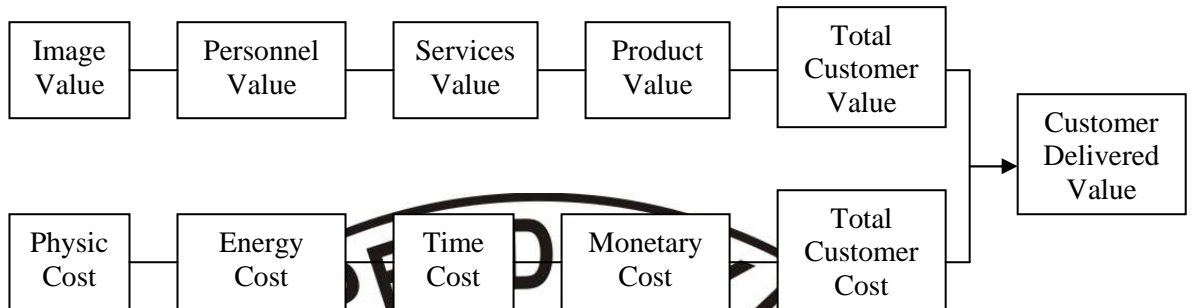 Image
Value
Personnel
Value
Services
Value
Product
Value
Total
Customer
Value
Customer
Delivered
Value
Physic
Cost
Energy
Cost
Time
Cost
Monetary
Cost
Total
Customer
Cost